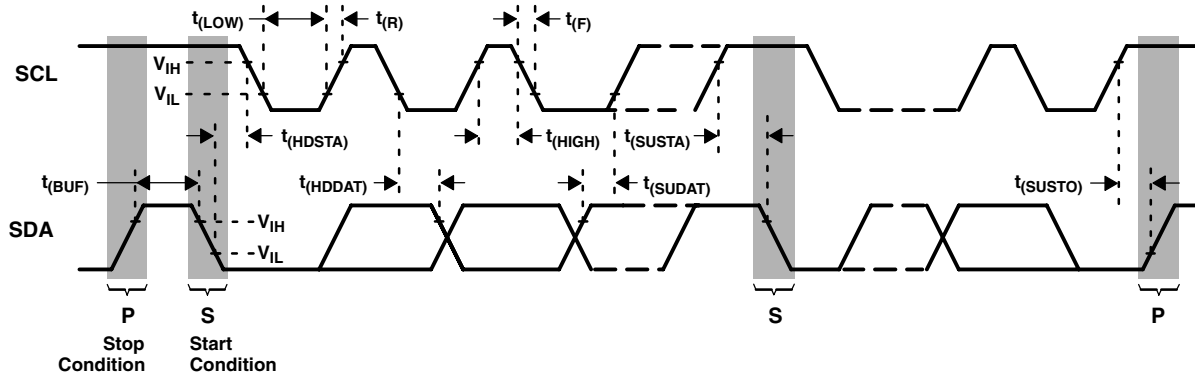 t(LOW) t(R) t(F)
SCL
VIH
VIL
t(HDSTA) t(HIGH) t(SUSTA)
t(BUF) t(HDDAT) t(SUDAT) t(SUSTO)
SDA
VIH
VIL
P S S P
Stop Condition
Start Condition